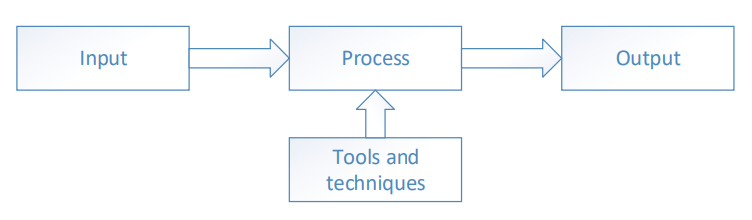 Input
Process
Output
Tools and
techniques